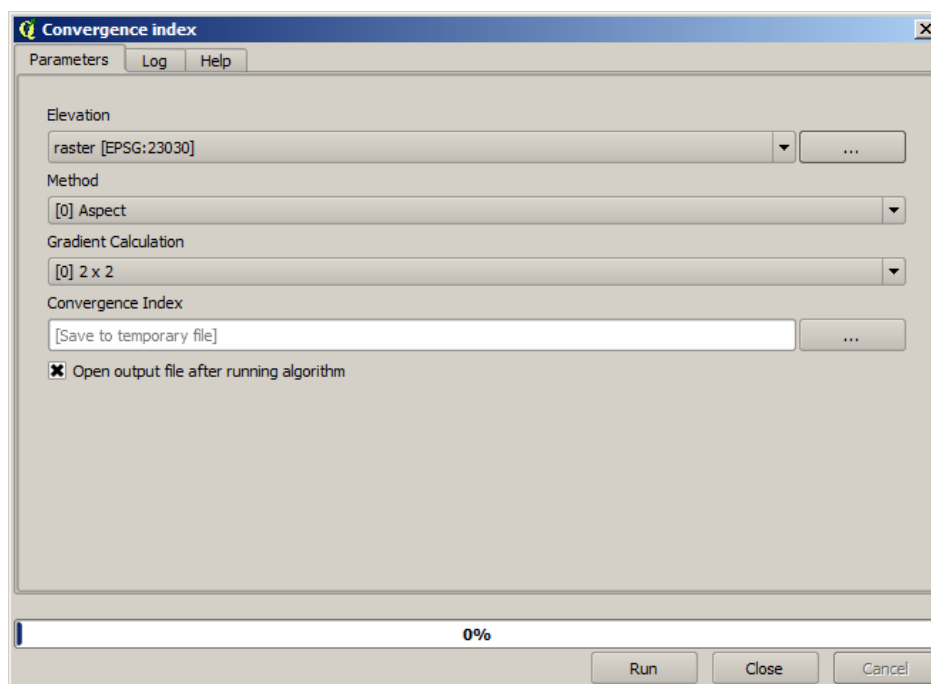 Convergence index
Parameters Log Help
Elevation
raster [EPSG:23030] ...
Method
[0] Aspect
Gradient Calculation
[0] 2 x 2
Convergence Index
[Save to temporary file] ...
Open output file after running algorithm
0%
Run Close Cancel